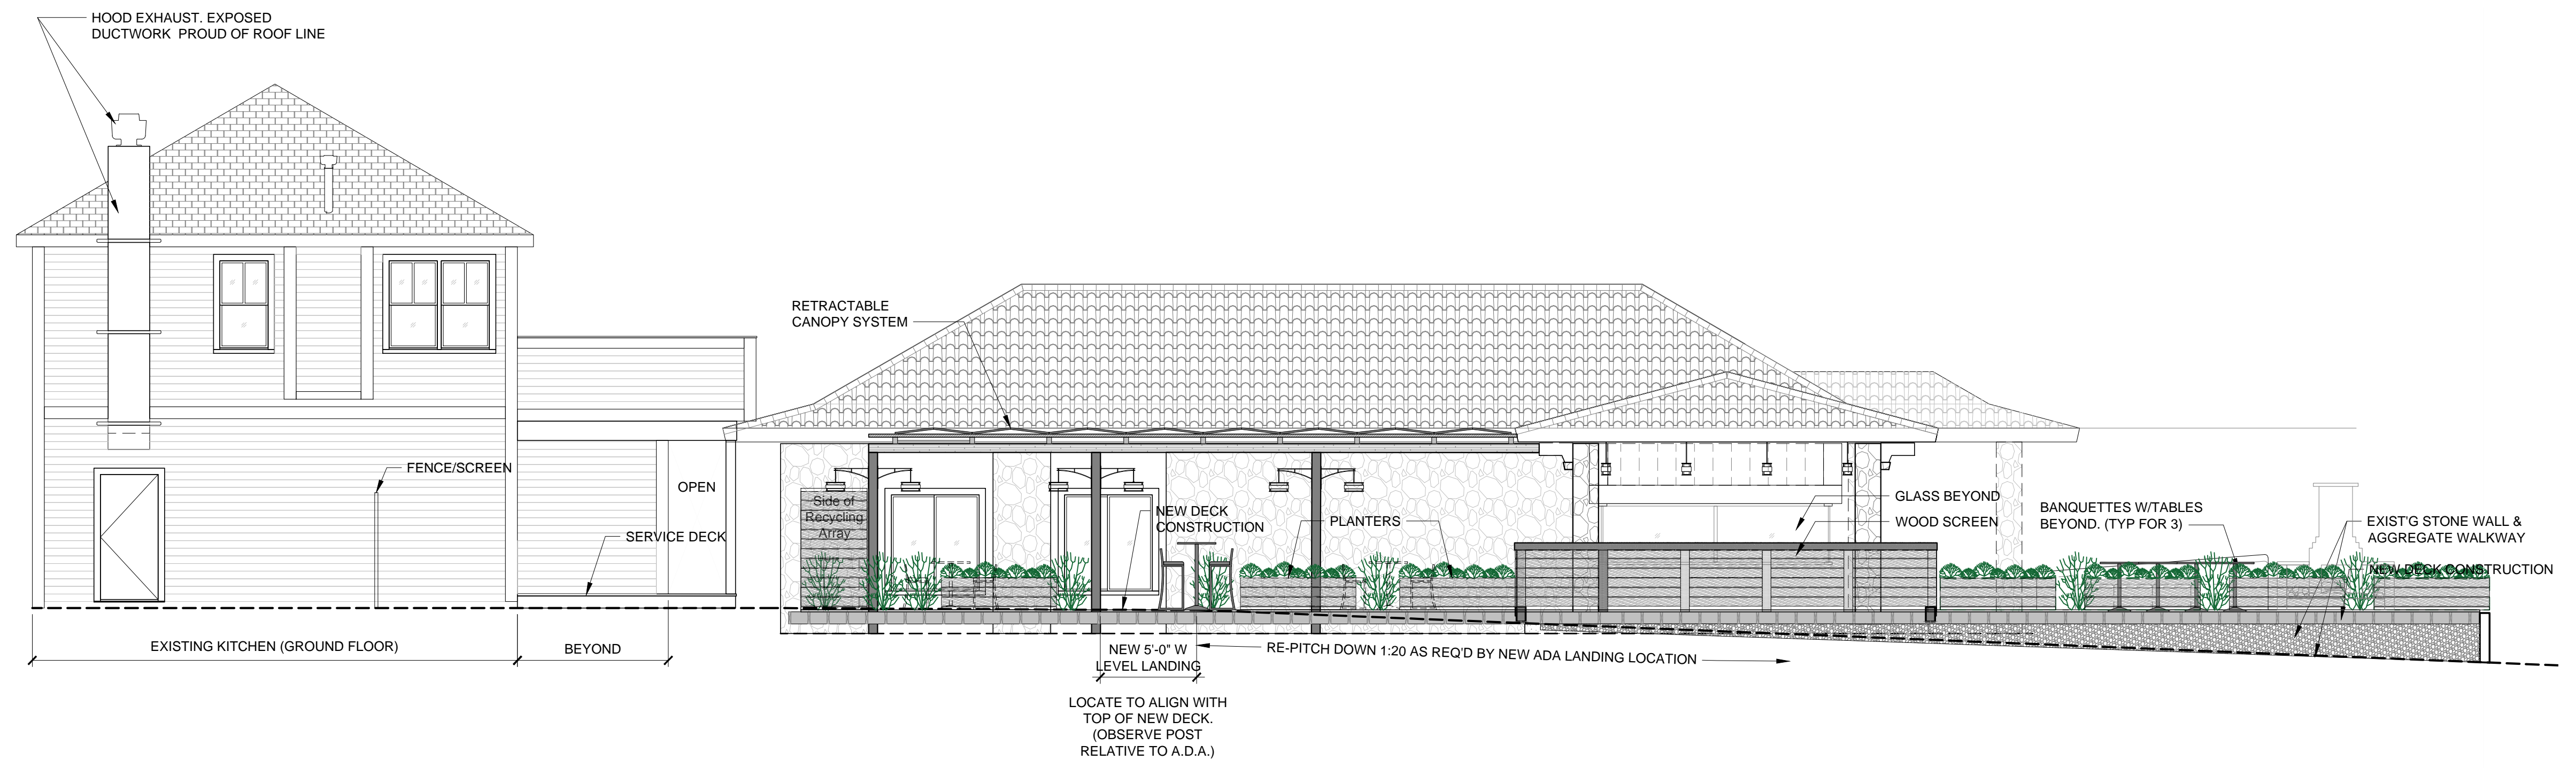 HOOD EXHAUST. EXPOSED
DUCTWORK PROUD OF ROOF LINE
RETRACTABLE
CANOPY SYSTEM
FENCE/SCREEN
OPEN
SERVICE DECK
Side of
Recycling
Array
NEW DECK
CONSTRUCTION
PLANTERS
GLASS BEYOND
WOOD SCREEN
BANQUETTES W/TABLES
BEYOND. (TYP FOR 3)
EXIST'G STONE WALL &
AGGREGATE WALKWAY
NEW DECK CONSTRUCTION
EXISTING KITCHEN (GROUND FLOOR)
BEYOND
NEW 5'-0" W
LEVEL LANDING
RE-PITCH DOWN 1:20 AS REQ'D BY NEW ADA LANDING LOCATION
LOCATE TO ALIGN WITH
TOP OF NEW DECK.
(OBSERVE POST
RELATIVE TO A.D.A.)